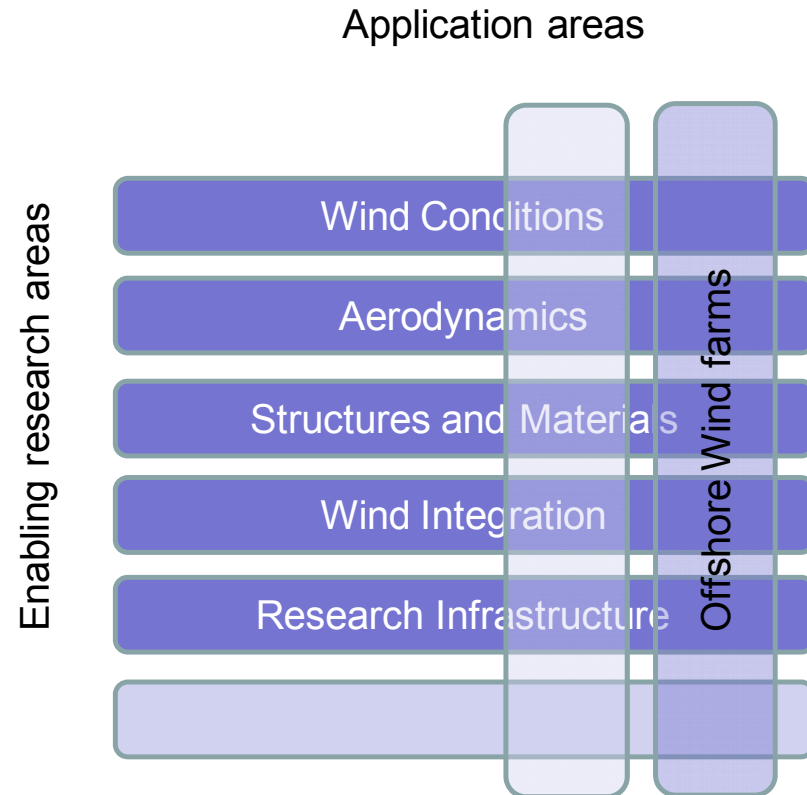 Application areas
Enabling research areas
Wind Conditions
Aerodynamics
Structures and Materials
Wind Integration
Research Infrastructure
Offshore Wind farms